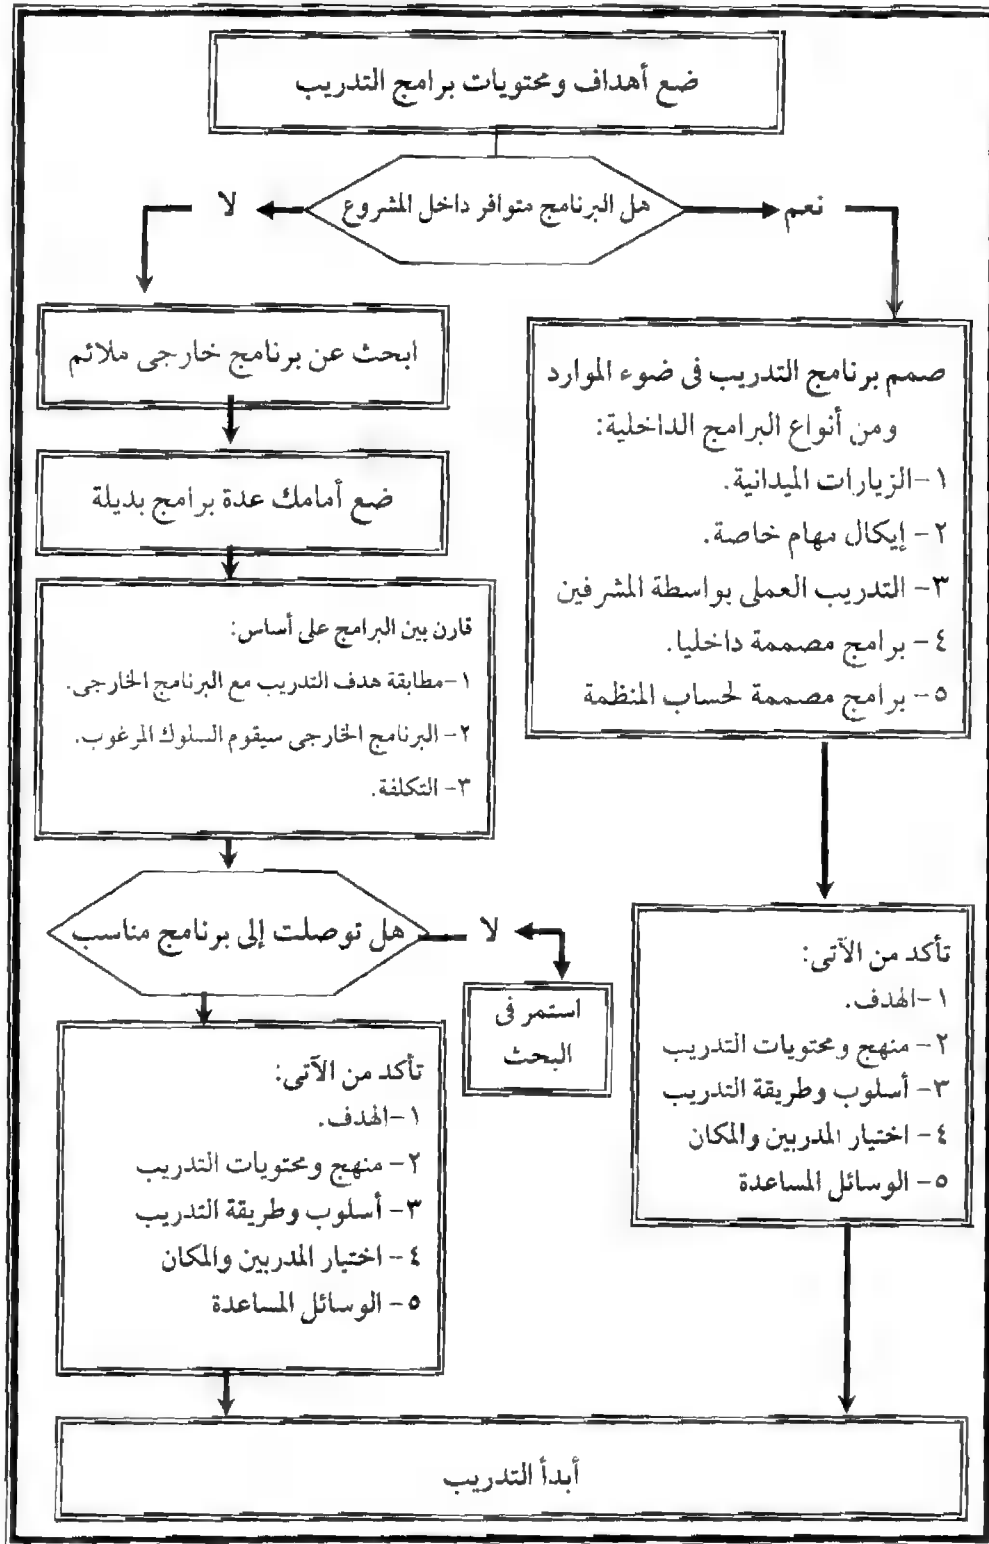 ضع أهداف ومحتويات برامج التدريب
هل البرنامج متوافر داخل المشروع
نعم
لا
صمم برنامج التدريب فى ضوء الموارد
ومن أنواع البرامج الداخلية:
١-الزيارات الميدانية.
٢- إيكال مهام خاصة.
٣- التدريب العملى بواسطة المشرفين
٤- برامج مصممة داخليا.
٥- برامج مصممة لحساب المنظمة
تأكد من الآتى:
١-الهدف.
٢- منهج ومحتويات التدريب
٣- أسلوب وطريقة التدريب
٤- اختيار المدربين والمكان
٥- الوسائل المساعدة
ابحث عن برنامج خارجى ملائم
ضع أمامك عدة برامج بديلة
قارن بين البرامج على أساس:
١-مطابقة هدف التدريب مع البرنامج الخارجى.
٢- البرنامج الخارجى سيقوم السلوك المرغوب.
٣- التكلفة.
هل توصلت إلى برنامج مناسب
لا
استمر فى
البحث
تأكد من الآتى:
١-الهدف.
٢- منهج ومحتويات التدريب
٣- أسلوب وطريقة التدريب
٤- اختيار المدربين والمكان
٥- الوسائل المساعدة
أبدأ التدريب